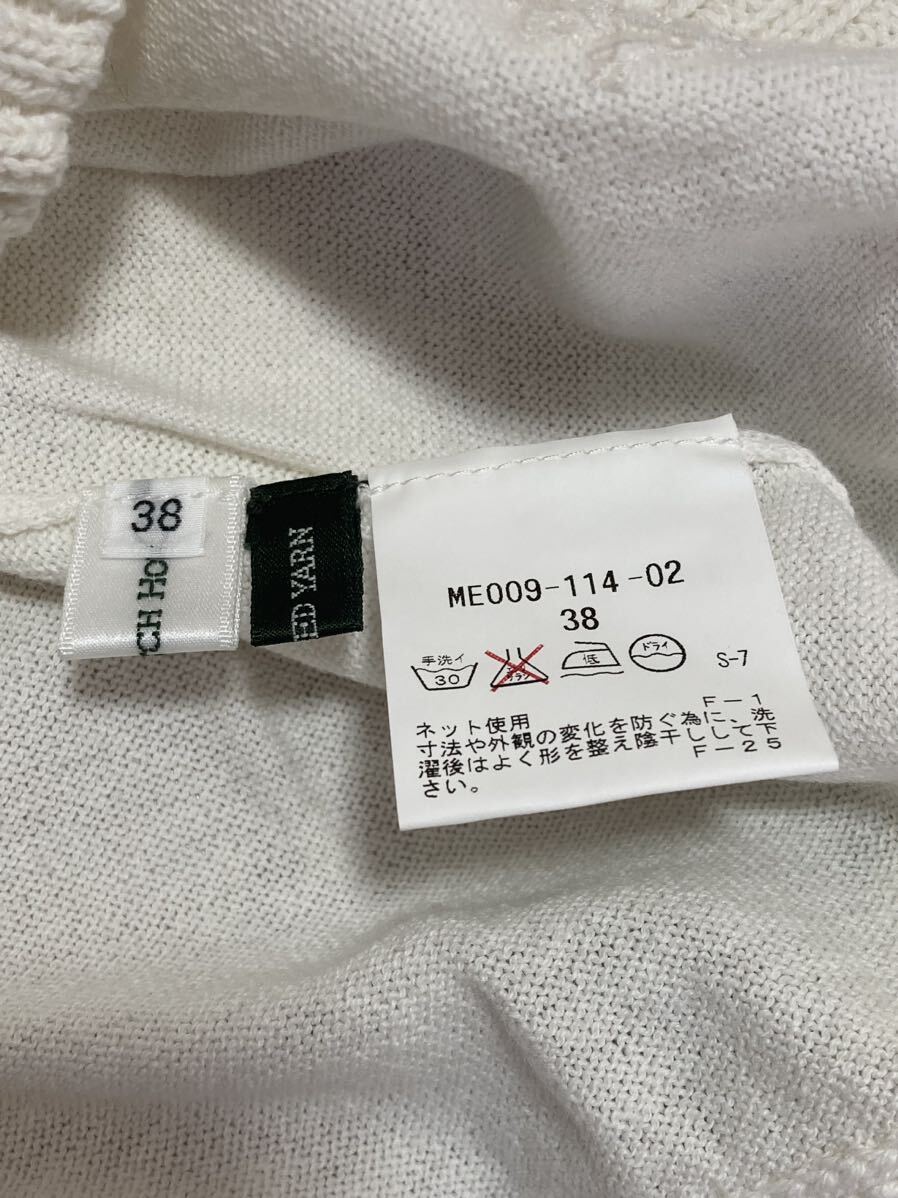 38
CH Ho
ED YARN
ME009-114-02
38
手洗イ
30
低
ドライ
S-7
F-1
ネット使用
寸法や外観の変化を防ぐ為に、洗
濯後はよく形を整え陰干しして下
さい。
F-25